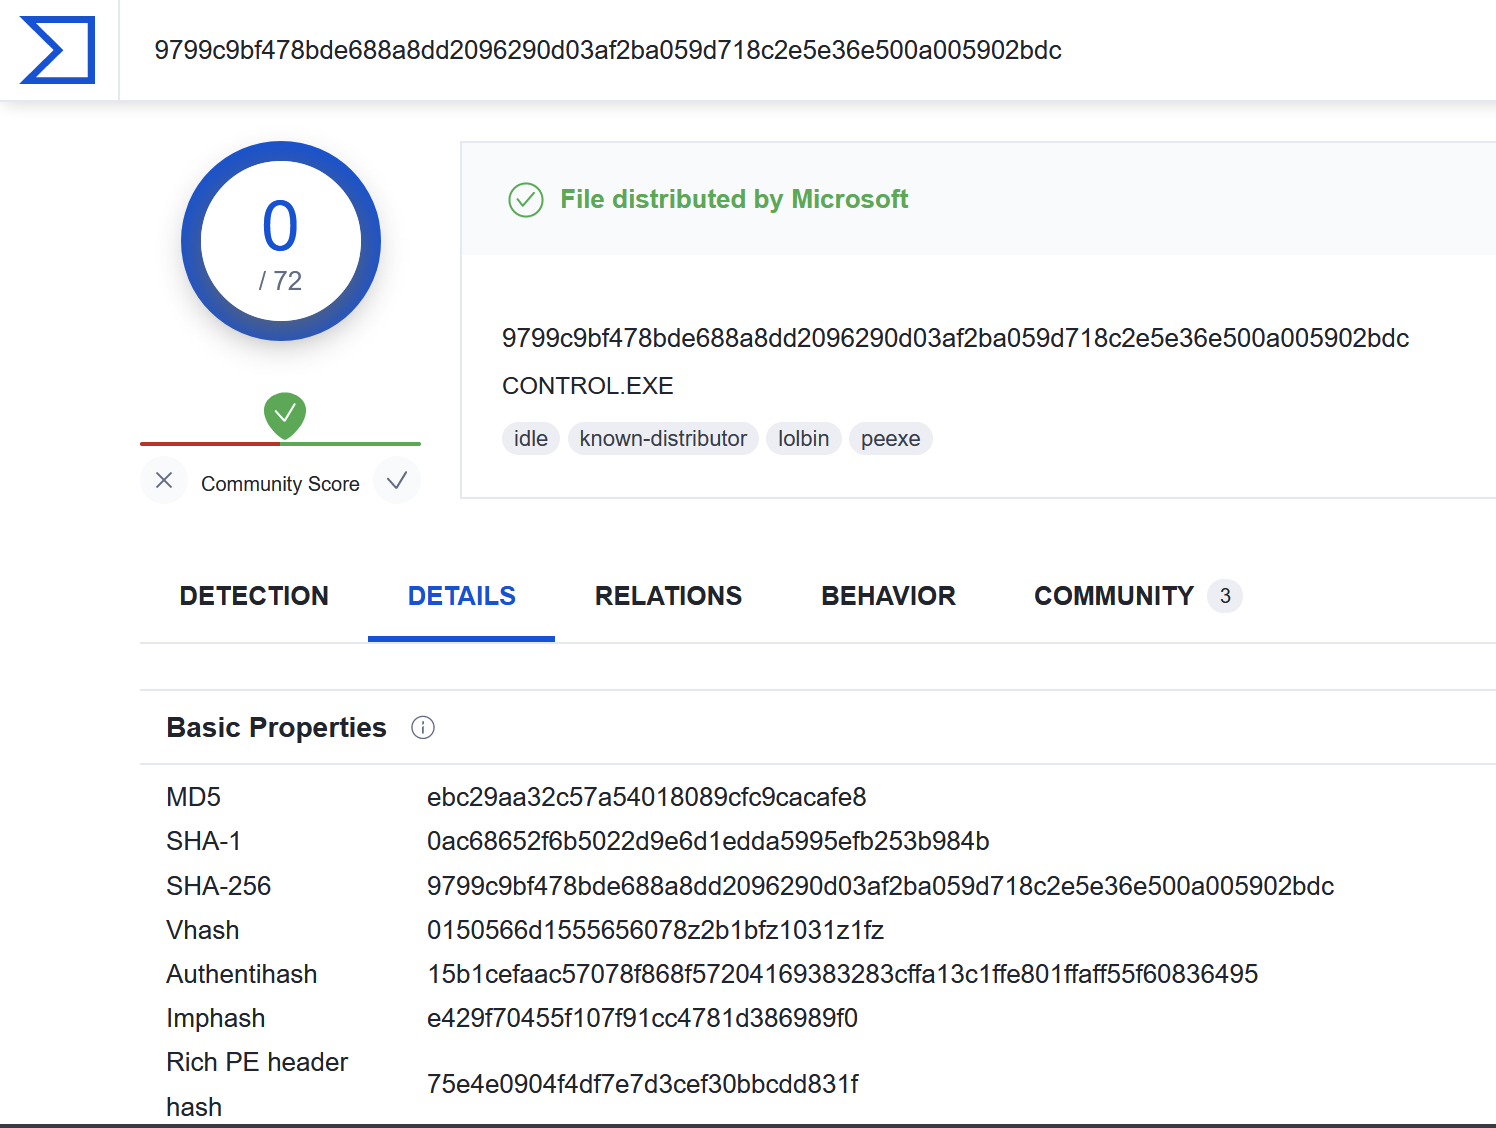 9799c9bf478bde688a8dd2096290d03af2ba059d718c2e5e36e500a005902bdc
0
/ 72
File distributed by Microsoft
9799c9bf478bde688a8dd2096290d03af2ba059d718c2e5e36e500a005902bdc
CONTROL.EXE
idle known-distributor lolbin peexe
Community Score
DETECTION DETAILS RELATIONS BEHAVIOR COMMUNITY 3
Basic Properties
MD5 ebc29aa32c57a54018089cfc9cacafe8
SHA-1 0ac68652f6b5022d9e6d1edda5995efb253b984b
SHA-256 9799c9bf478bde688a8dd2096290d03af2ba059d718c2e5e36e500a005902bdc
Vhash 0150566d1555656078z2b1bfz1031z1fz
Authentihash 15b1cefaac57078f868f57204169383283cffa13c1ffe801ffaff55f60836495
Imphash e429f70455f107f91cc4781d386989f0
Rich PE header hash 75e4e0904f4df7e7d3cef30bbcdd831f